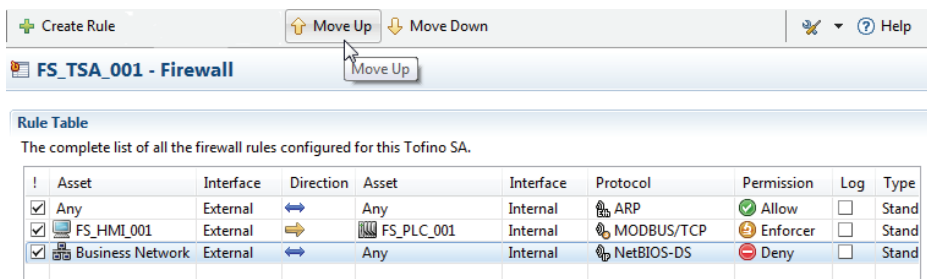 Create Rule Move Up Move Down Help
Move Up
FS_TSA_001 - Firewall
Rule Table
The complete list of all the firewall rules configured for this Tofino SA.
! Asset Interface Direction Asset Interface Protocol Permission Log Type
Any External Any Internal ARP Allow Stand
FS_HMI_001 External FS_PLC_001 Internal MODBUS/TCP Enforcer Stand
Business Network External Any Internal NetBIOS-DS Deny Stand